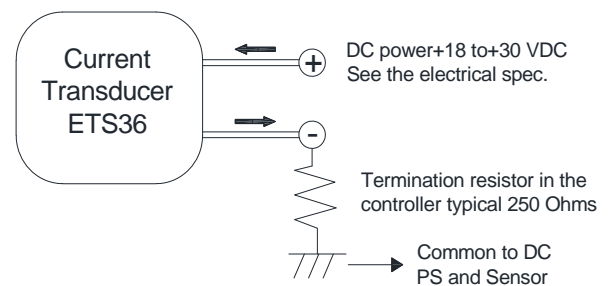 Current
Transducer
ETS36
+
DC power+18 to+30 VDC
See the electrical spec.
-
Termination resistor in the
controller typical 250 Ohms
Common to DC
PS and Sensor